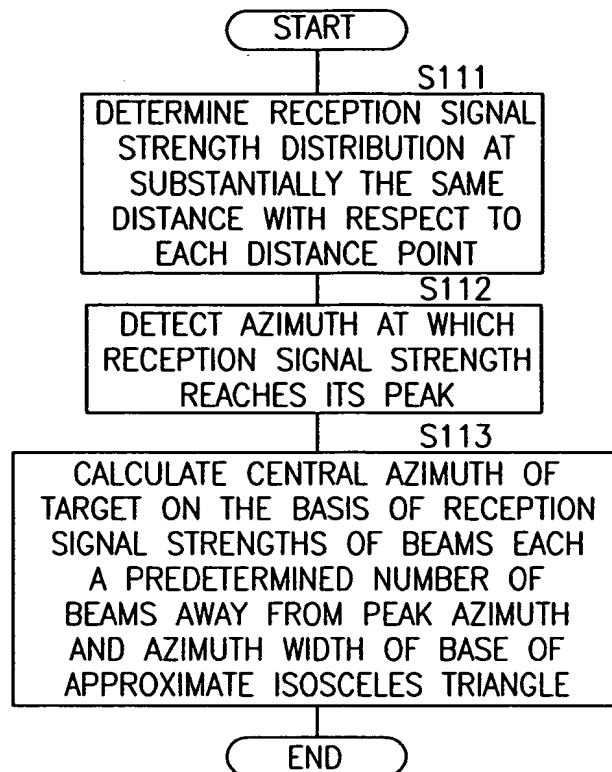 START
S111
DETERMINE RECEPTION SIGNAL
STRENGTH DISTRIBUTION AT
SUBSTANTIALLY THE SAME
DISTANCE WITH RESPECT TO
EACH DISTANCE POINT
S112
DETECT AZIMUTH AT WHICH
RECEPTION SIGNAL STRENGTH
REACHES ITS PEAK
S113
CALCULATE CENTRAL AZIMUTH OF
TARGET ON THE BASIS OF RECEPTION
SIGNAL STRENGTHS OF BEAMS EACH
A PREDETERMINED NUMBER OF
BEAMS AWAY FROM PEAK AZIMUTH
AND AZIMUTH WIDTH OF BASE OF
APPROXIMATE ISOSCELES TRIANGLE
END